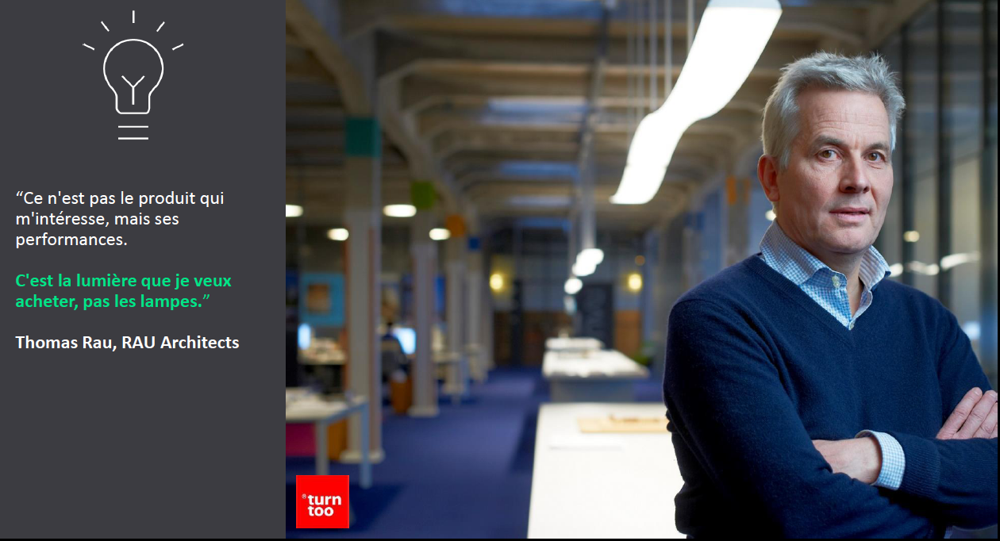 “Ce n'est pas le produit qui
m'intéresse, mais ses
performances.
C'est la lumière que je veux
acheter, pas les lampes.”
Thomas Rau, RAU Architects
®turn
too